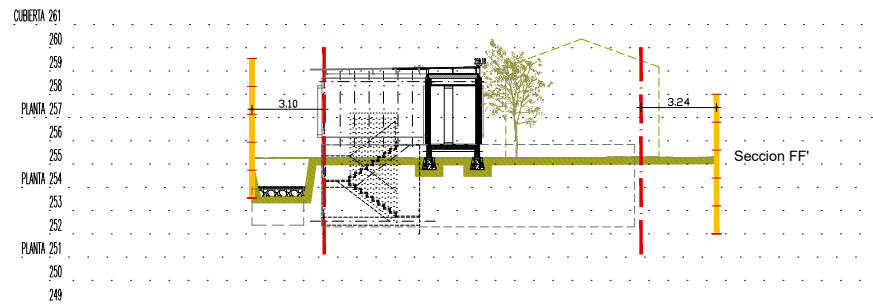 CUBIERTA 261
260
259
258
PLANTA 257
256
255
PLANTA 254
253
252
PLANTA 251
250
249
3.10
3.24
Seccion FF'